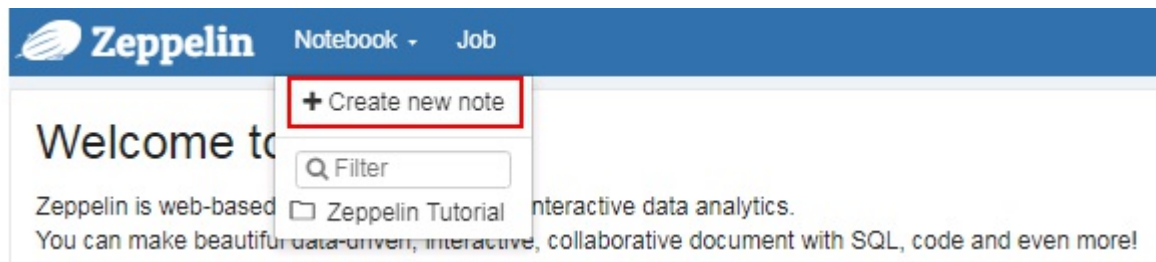 Zeppelin Notebook Job
Create new note
Welcome to
Filter
Zeppelin is web-based nteractive data analytics.
Zeppelin Tutorial
You can make beautiful data-driven, interactive, collaborative document with SQL, code and even more!